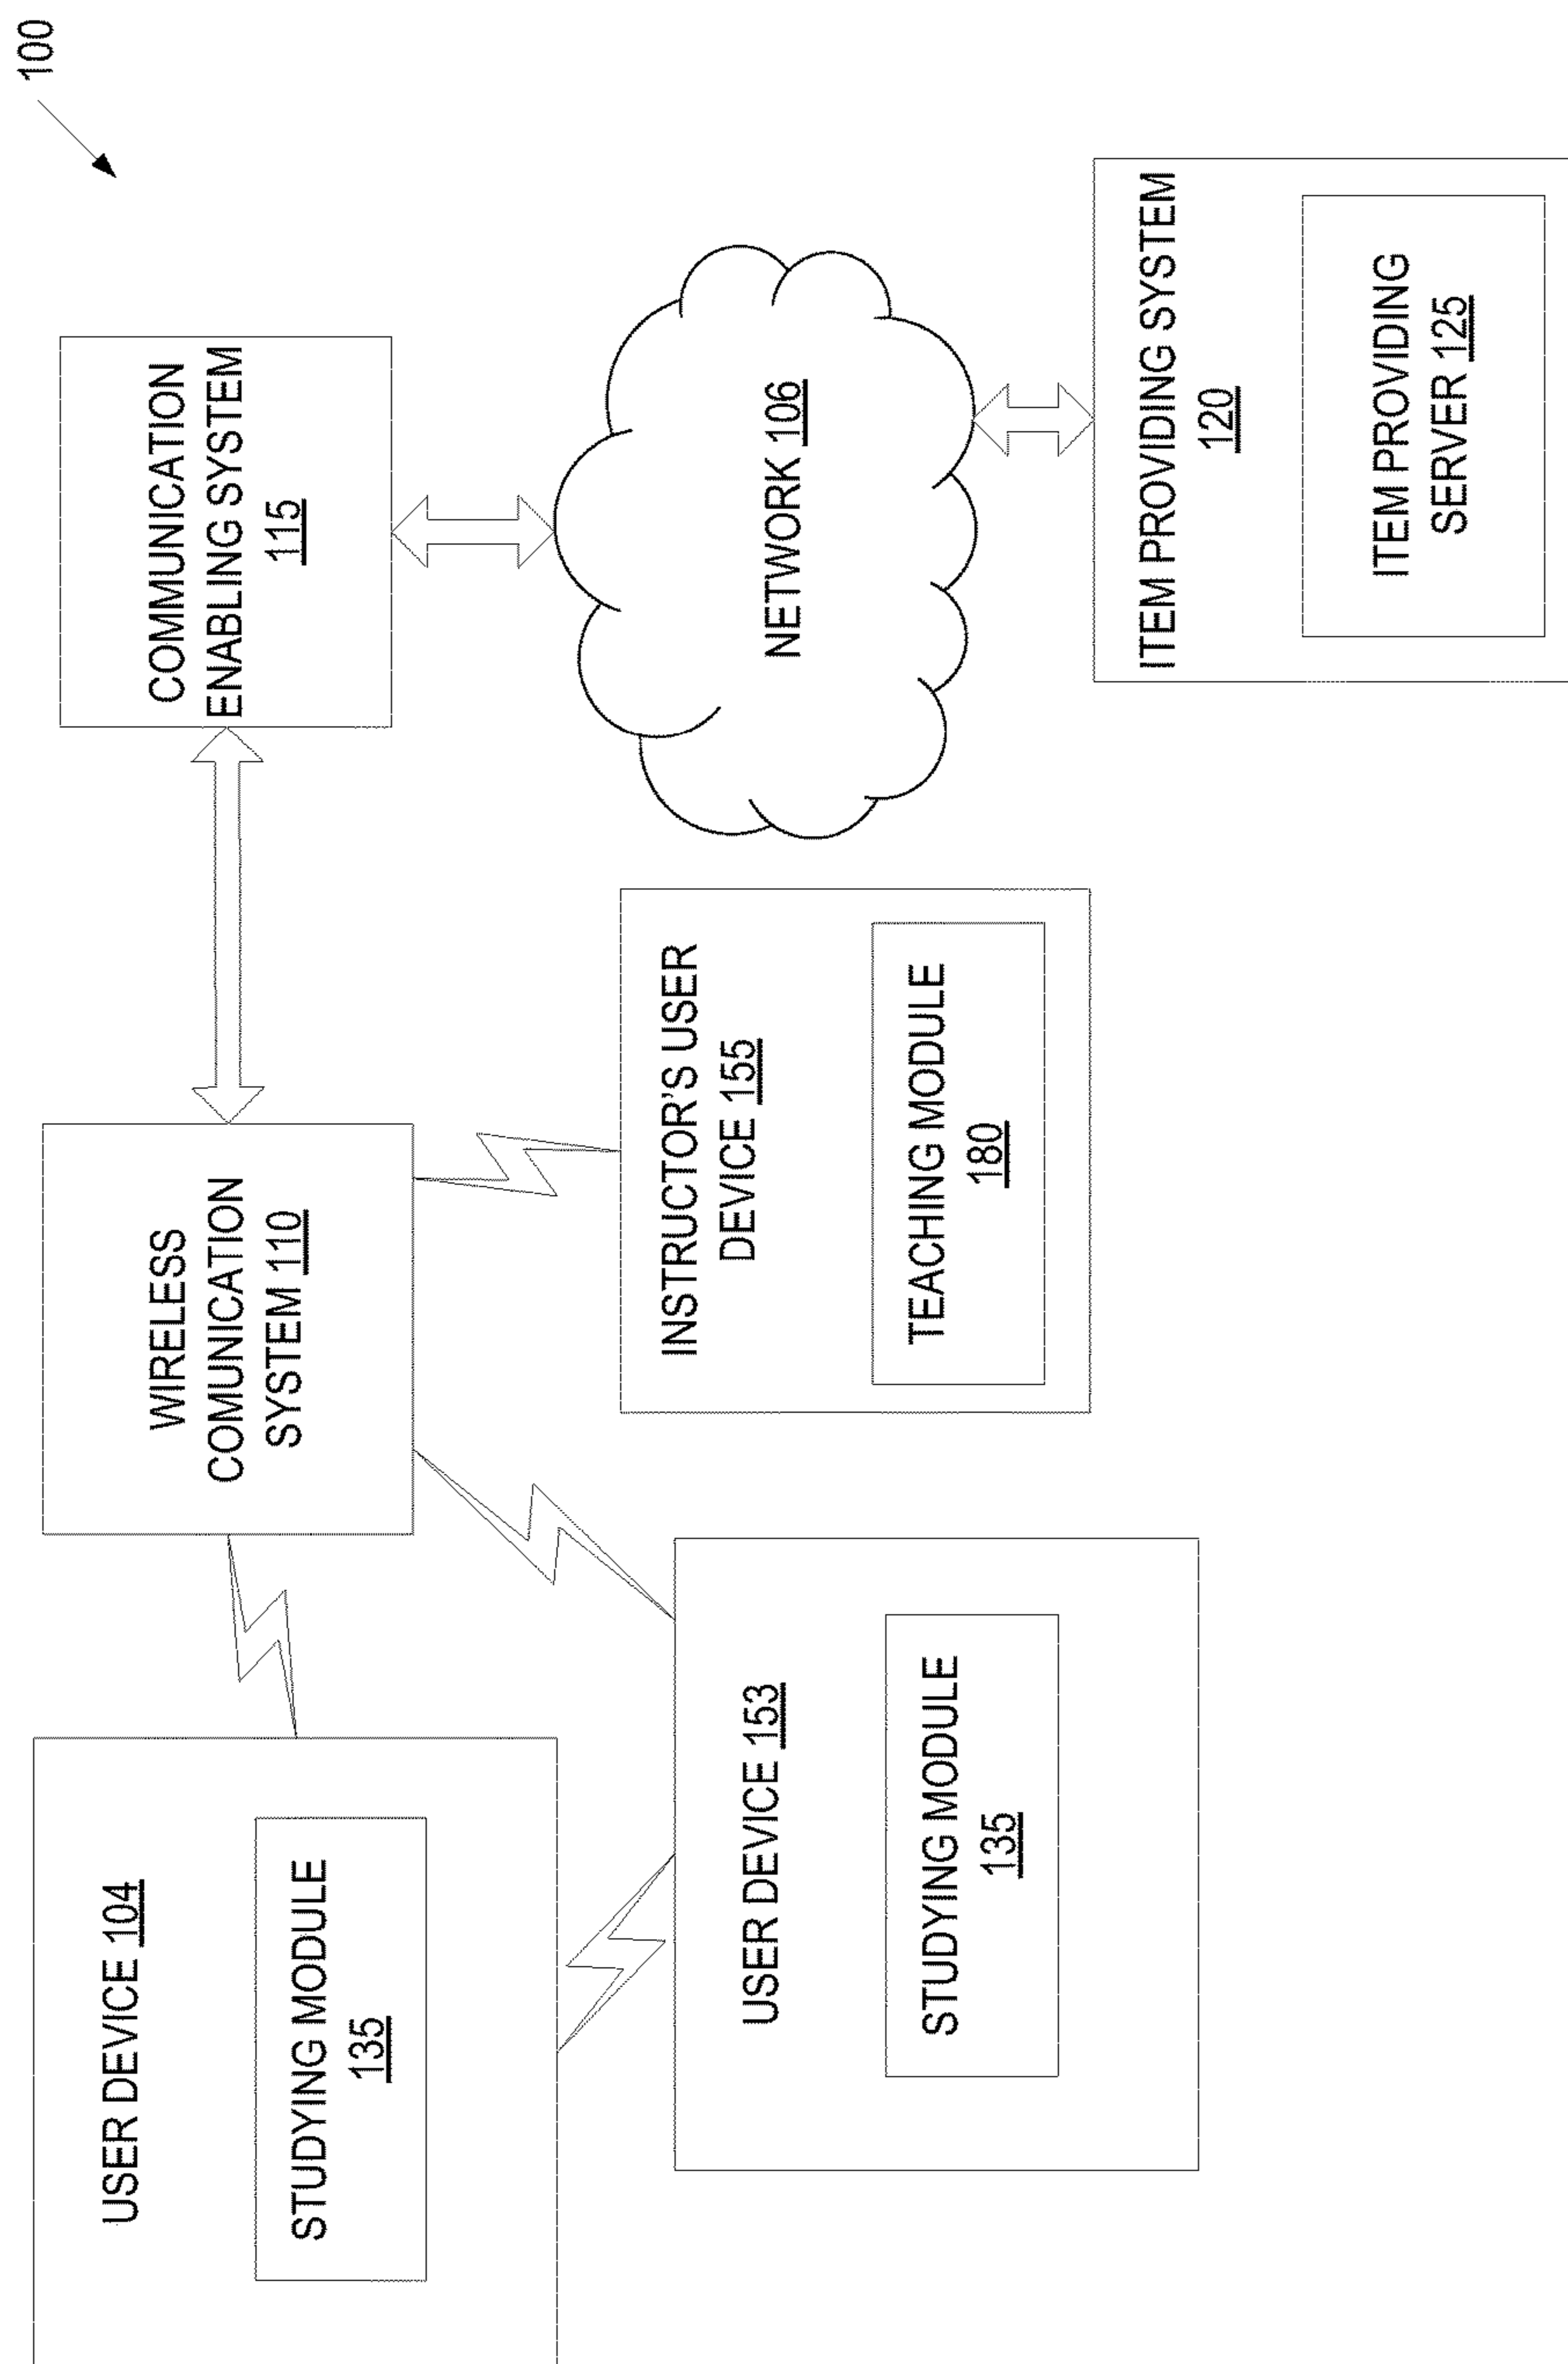 100
USER DEVICE 104
STUDYING MODULE
135
WIRELESS
COMUNICATION
SYSTEM 110
COMMUNICATION
ENABLING SYSTEM
115
USER DEVICE 153
STUDYING MODULE
135
INSTRUCTOR'S USER
DEVICE 155
TEACHING MODULE
180
NETWORK 106
ITEM PROVIDING SYSTEM
120
ITEM PROVIDING
SERVER 125